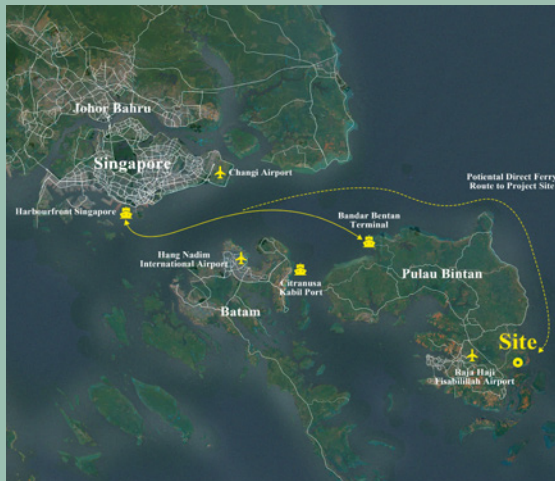 Johor Bahru
Singapore
Changi Airport
Potiental Direct Ferry
Route to Project Site
Harbourfront Singapore
Bandar Bentan
Terminal
Hang Nadim
International Airport
Pulau Bintan
Citranusa
Kabil Port
Batam
Site
Raja Haji
Fisabilillah Airport